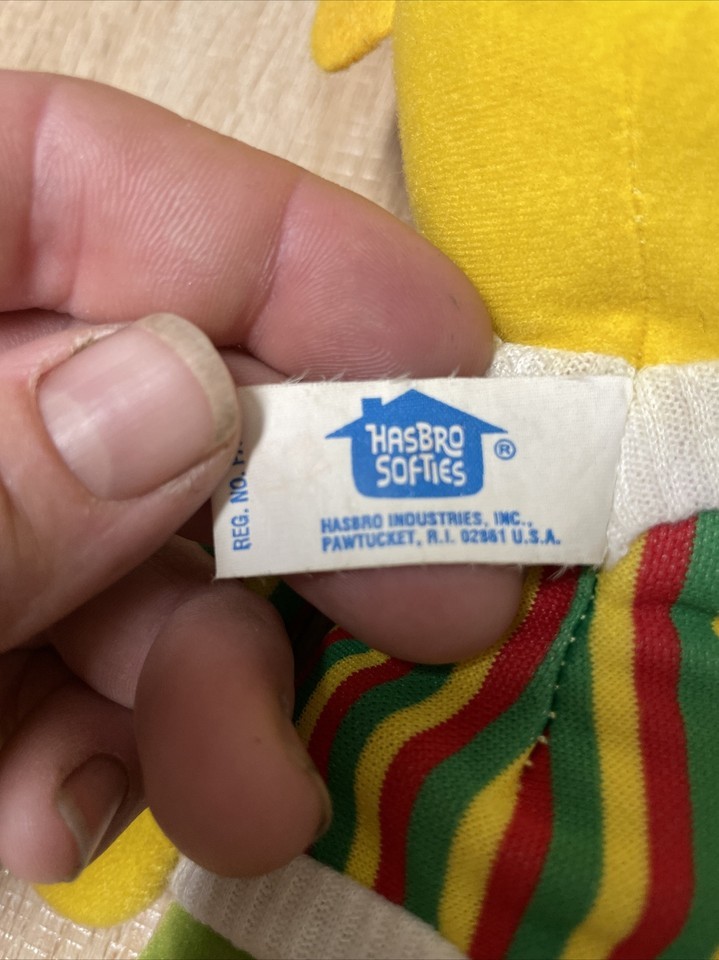 HASBRO
SOFTIES
®
HASBRO INDUSTRIES, INC.,
PAWTUCKET, R.I. 02861 U.S.A.
REG. NO.